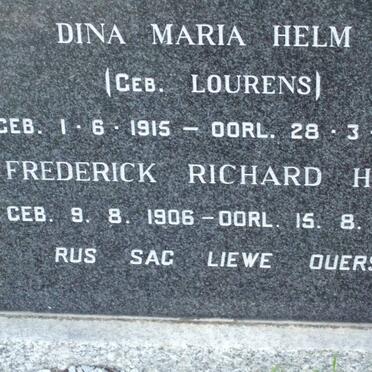 DINA MARIA HELM
(GEB. LOURENS)
GEB. 1·6·1915 – OORL. 28·3·
FREDERICK RICHARD H
GEB. 9. 8. 1906 – OORL. 15. 8.
RUS SAG LIEWE OUERS